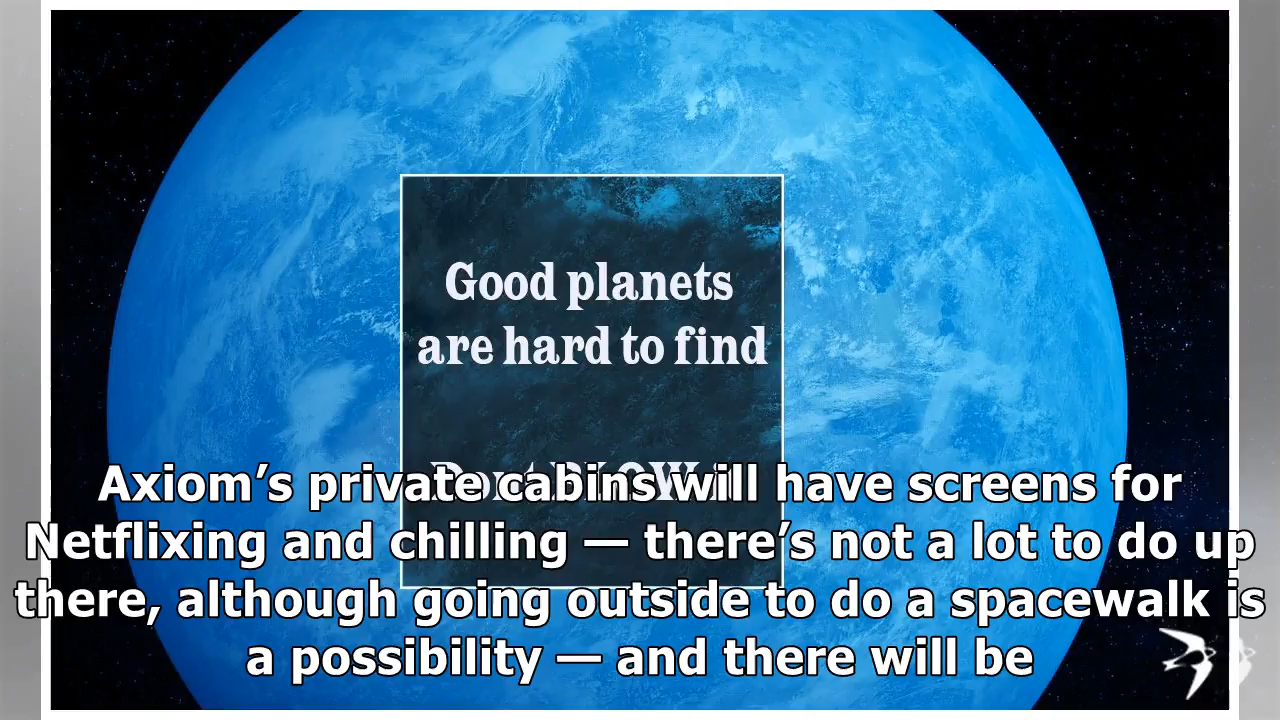 Good planets
are hard to find
Axiom’s private cabins will have screens for
Netflixing and chilling — there’s not a lot to do up
there, although going outside to do a spacewalk is
a possibility — and there will be